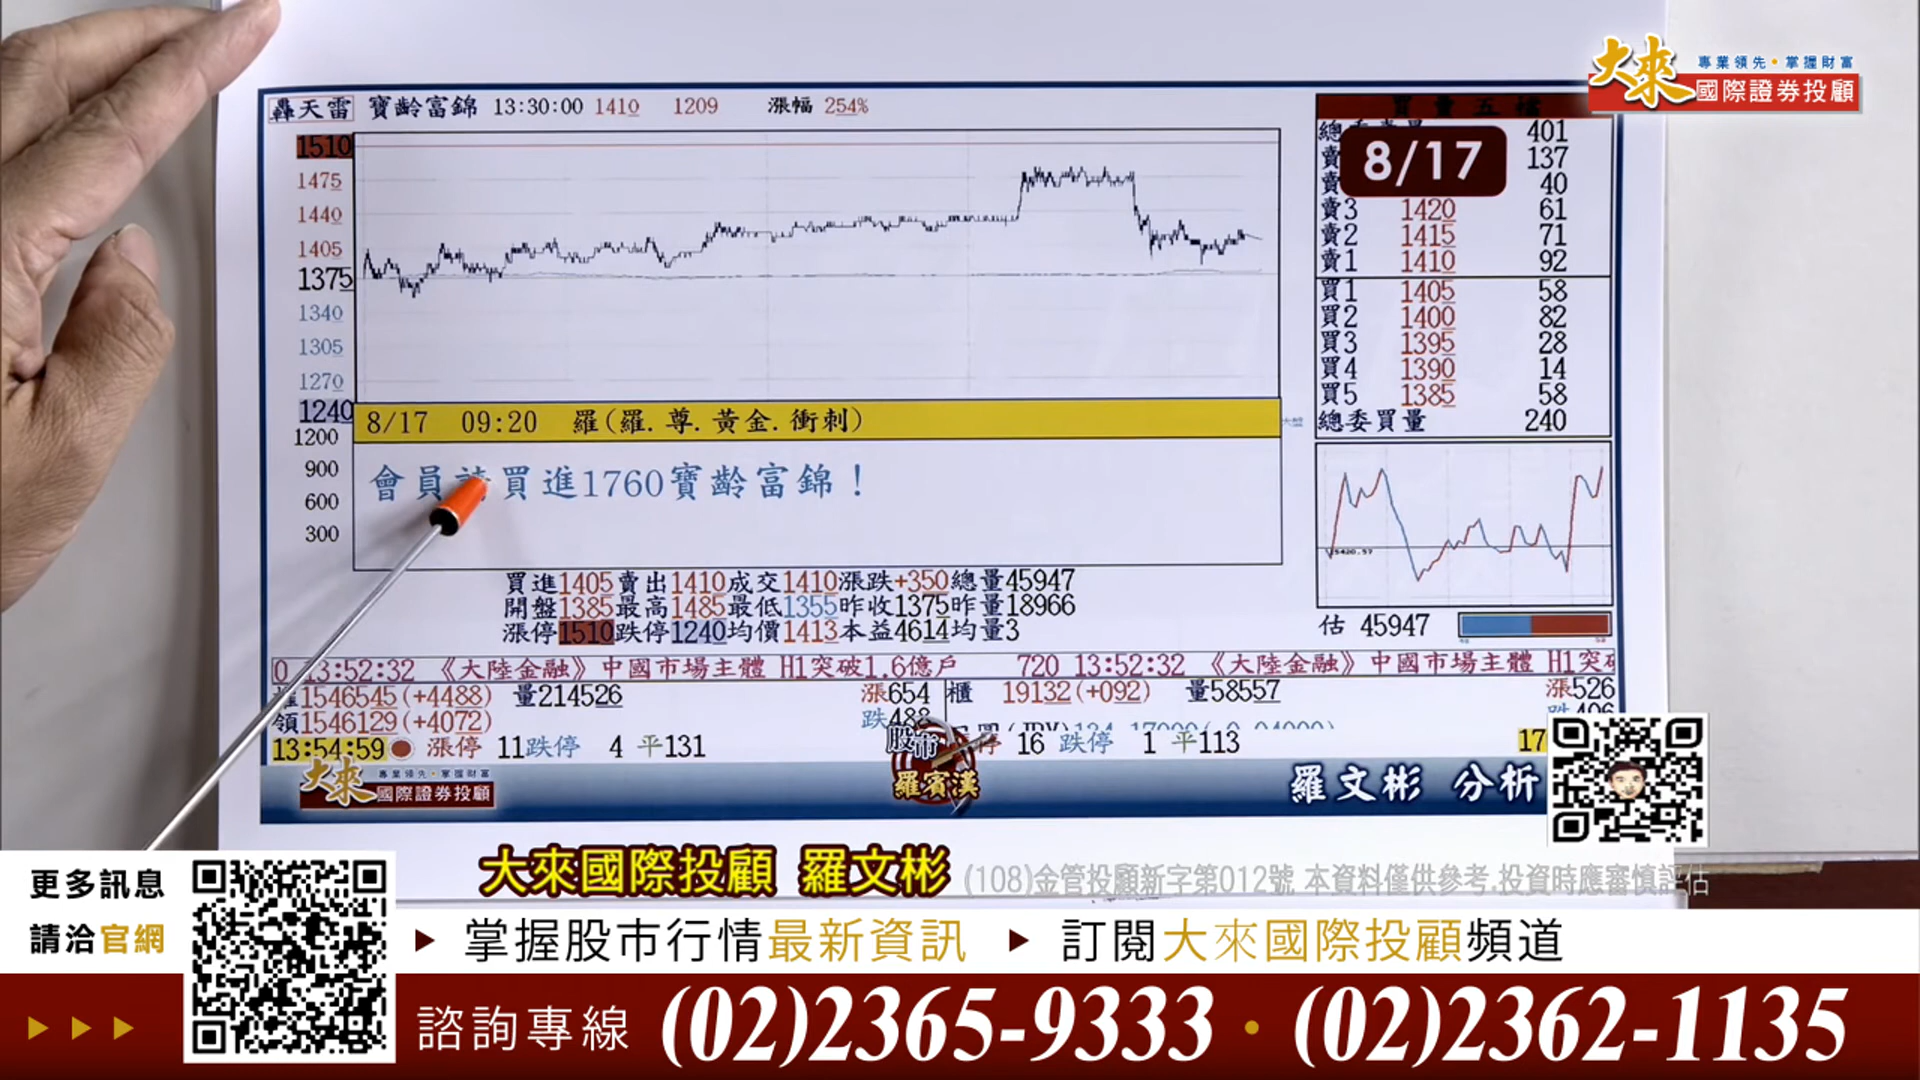 大來 專業領先•掌握財富
國際證券投顧
轟天雷 寶齡富錦 13:30:00 1410 1209 漲幅 254%
1510
1475
1440
1405
1375
1340
1305
1270
1240
1200
900
600
300
買賣五檔
401
8/17
137
40
賣3 1420 61
賣2 1415 71
賣1 1410 92
買1 1405 58
買2 1400 82
買3 1395 28
買4 1390 14
買5 1385 58
總委買量 240
8/17 09:20 羅(羅.尊.黃金.衝刺)
會員請買進1760寶齡富錦！
買進1405賣出1410成交1410漲跌+350總量45947
開盤1385最高1485最低1355昨收1375昨量18966
漲停1510跌停1240均價1413本益4614均量3
估 45947
0 13:52:32 《大陸金融》中國市場主體 H1突破1.6億戶 720 13:52:32 《大陸金融》中國市場主體 H1突破
1546545(+4488) 量214526 漲654 櫃 19132(+092) 量58557 漲526
領1546129(+4072) 跌488
13:54:59 漲停 11跌停 4 平131 16 跌停 1 平113 17
大來 專業領先•掌握財富
國際證券投顧
股市
羅賓漢
羅文彬 分析
大來國際投顧 羅文彬 (108)金管投顧新字第012號 本資料僅供參考,投資時應審慎評估
更多訊息
請洽官網
掌握股市行情最新資訊 訂閱大來國際投顧頻道
諮詢專線 (02)2365-9333•(02)2362-1135